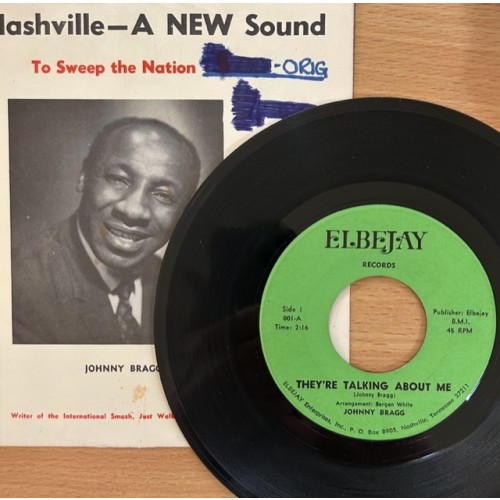 Nashville—A NEW Sound
To Sweep the Nation
-ORIG
JOHNNY BRAGG
Writer of the International Smash, Just Walk
ELBEJAY
RECORDS
Side 1
001-A
Time: 2:16
Publisher: Elbejay
B.M.I.
45 RPM
THEY'RE TALKING ABOUT ME
(Johnny Bragg)
Arrangement: Bergen White
JOHNNY BRAGG
ELBEJAY Enterprises, Inc., P. O. Box 8905, Nashville, Tennessee 37211